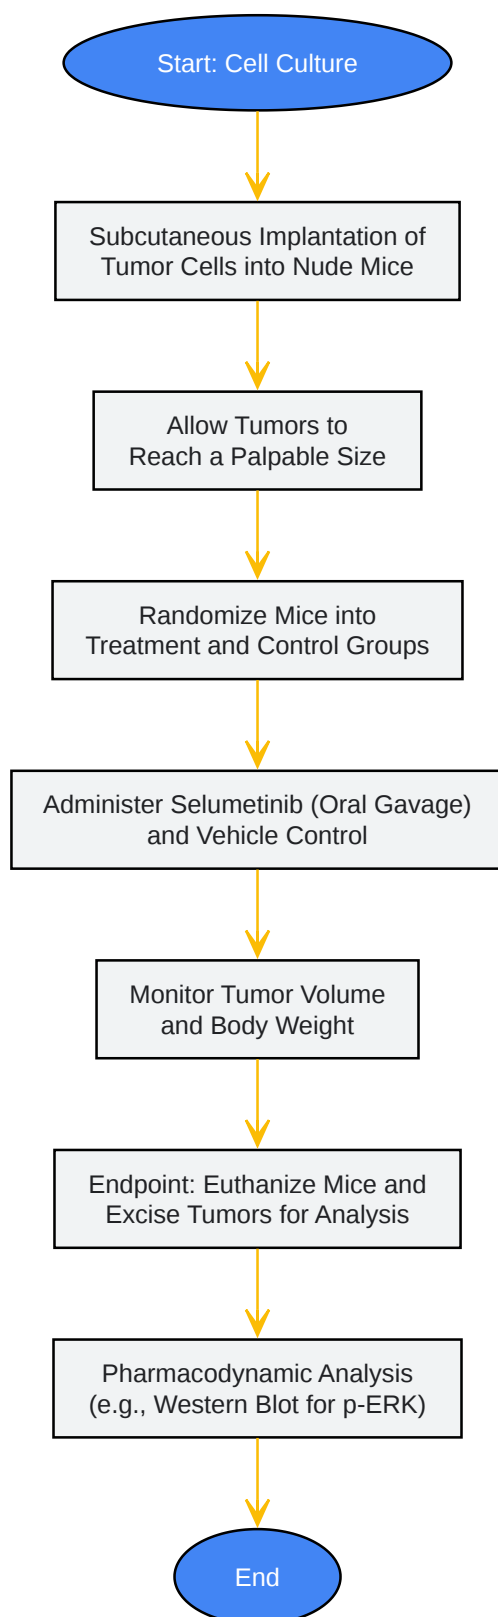 Start: Cell Culture
Subcutaneous Implantation of
Tumor Cells into Nude Mice
Allow Tumors to
Reach a Palpable Size
Randomize Mice into
Treatment and Control Groups
Administer Selumetinib (Oral Gavage)
and Vehicle Control
Monitor Tumor Volume
and Body Weight
Endpoint: Euthanize Mice and
Excise Tumors for Analysis
Pharmacodynamic Analysis
(e.g., Western Blot for p-ERK)
End